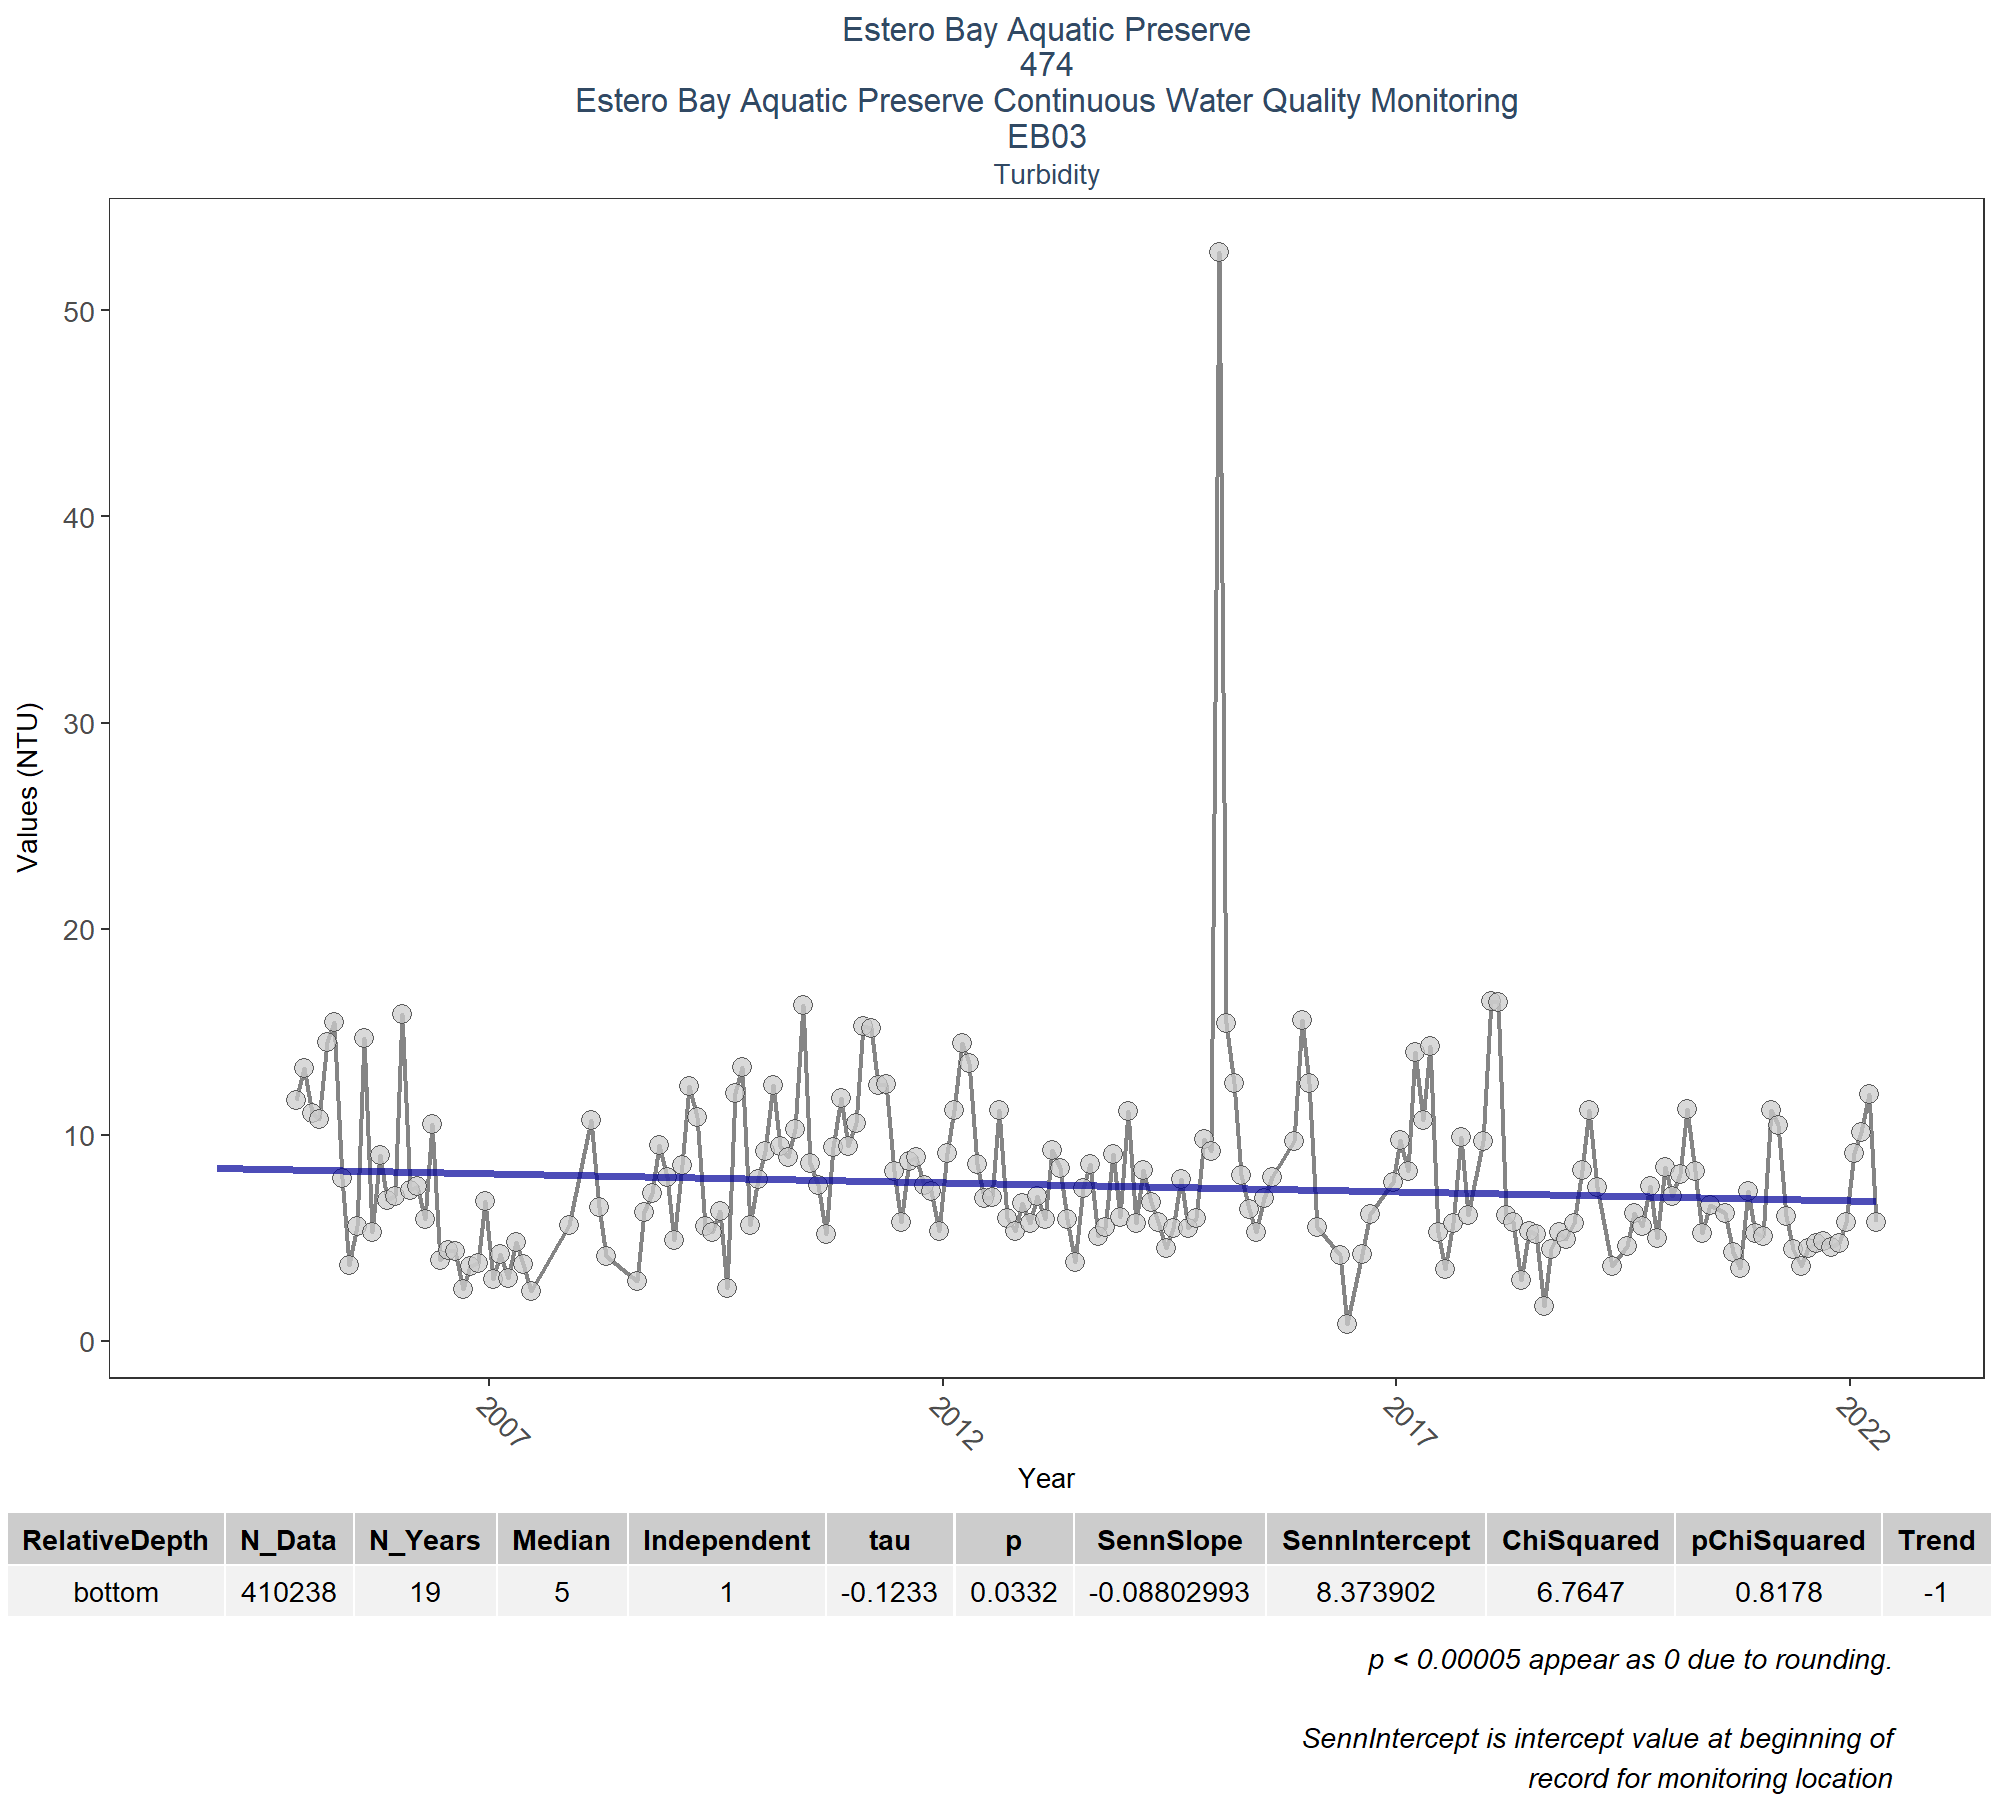 Estero Bay Aquatic Preserve
474
Estero Bay Aquatic Preserve Continuous Water Quality Monitoring
EB03
Turbidity
Values (NTU)
50
40
30
20
10
0
2007 2012 2017 2022
Year
RelativeDepth N_Data N_Years Median Independent tau p SennSlope SennIntercept ChiSquared pChiSquared Trend
bottom 410238 19 5 1 -0.1233 0.0332 -0.08802993 8.373902 6.7647 0.8178 -1
p < 0.00005 appear as 0 due to rounding.
SennIntercept is intercept value at beginning of
record for monitoring location